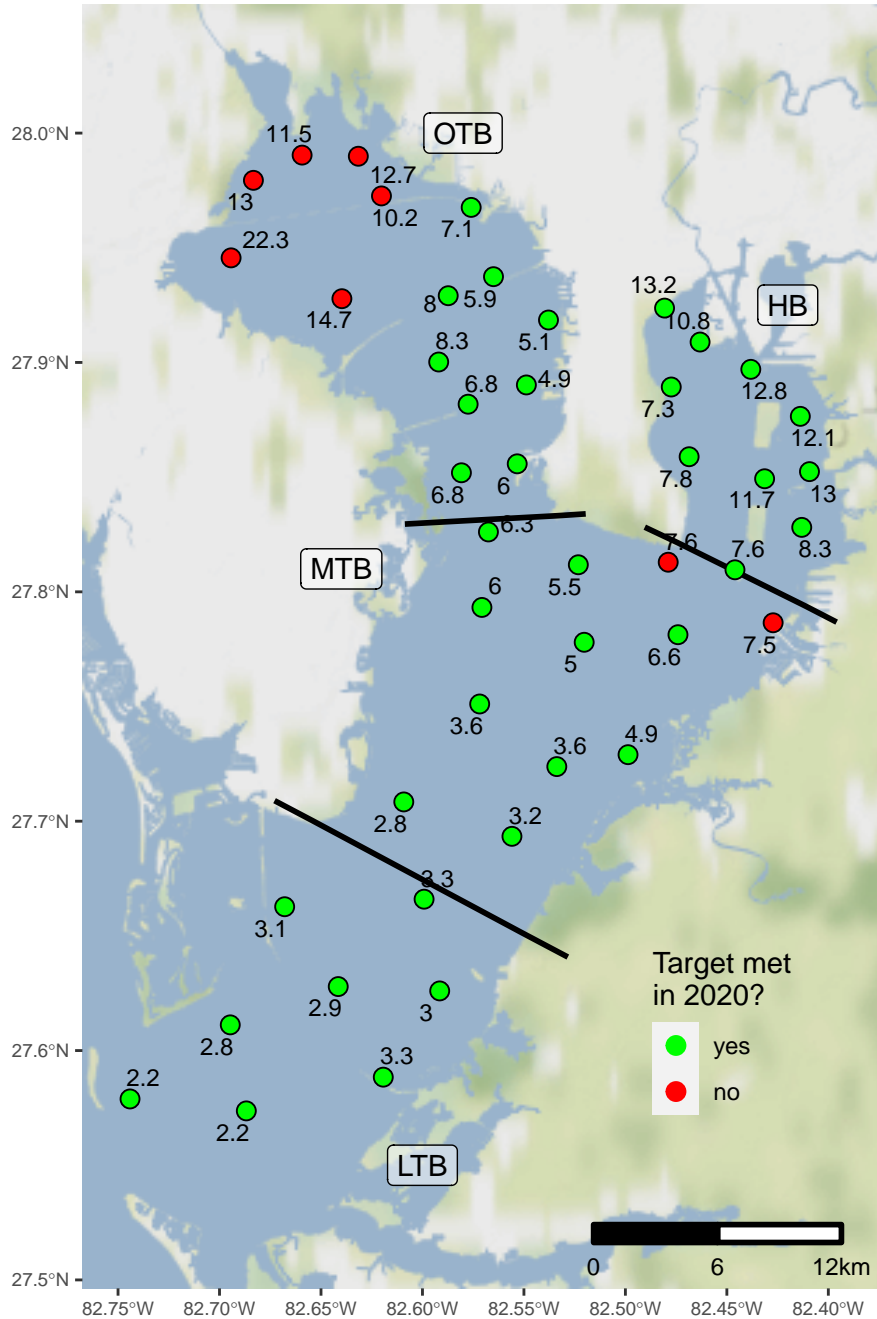 28.0°N
27.9°N
27.8°N
27.7°N
27.6°N
27.5°N
OTB
11.5
12.7
13
10.2
7.1
22.3
14.7
8
5.9
5.1
8.3
6.8
4.9
6.8
6
HB
13.2
10.8
12.8
7.3
12.1
7.8
11.7
13
8.3
7.6
MTB
6.3
5.5
7.6
6
5
6.6
7.5
3.6
3.6
4.9
2.8
3.2
3.3
3.1
2.9
3
2.8
3.3
2.2
2.2
LTB
Target met
in 2020?
yes
no
0 6 12km
82.75°W 82.70°W 82.65°W 82.60°W 82.55°W 82.50°W 82.45°W 82.40°W